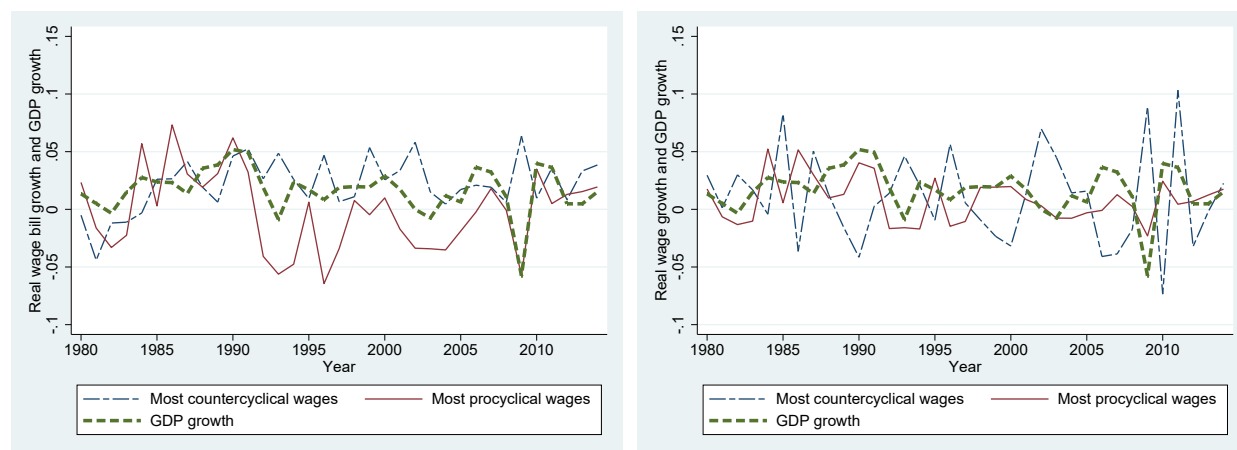 Real wage bill growth and GDP growth
.15
.1
.05
0
-.05
-.1
1980 1985 1990 1995 2000 2005 2010
Year
Most countercyclical wages Most procyclical wages
GDP growth
Real wage growth and GDP growth
.15
.1
.05
0
-.05
-.1
1980 1985 1990 1995 2000 2005 2010
Year
Most countercyclical wages Most procyclical wages
GDP growth